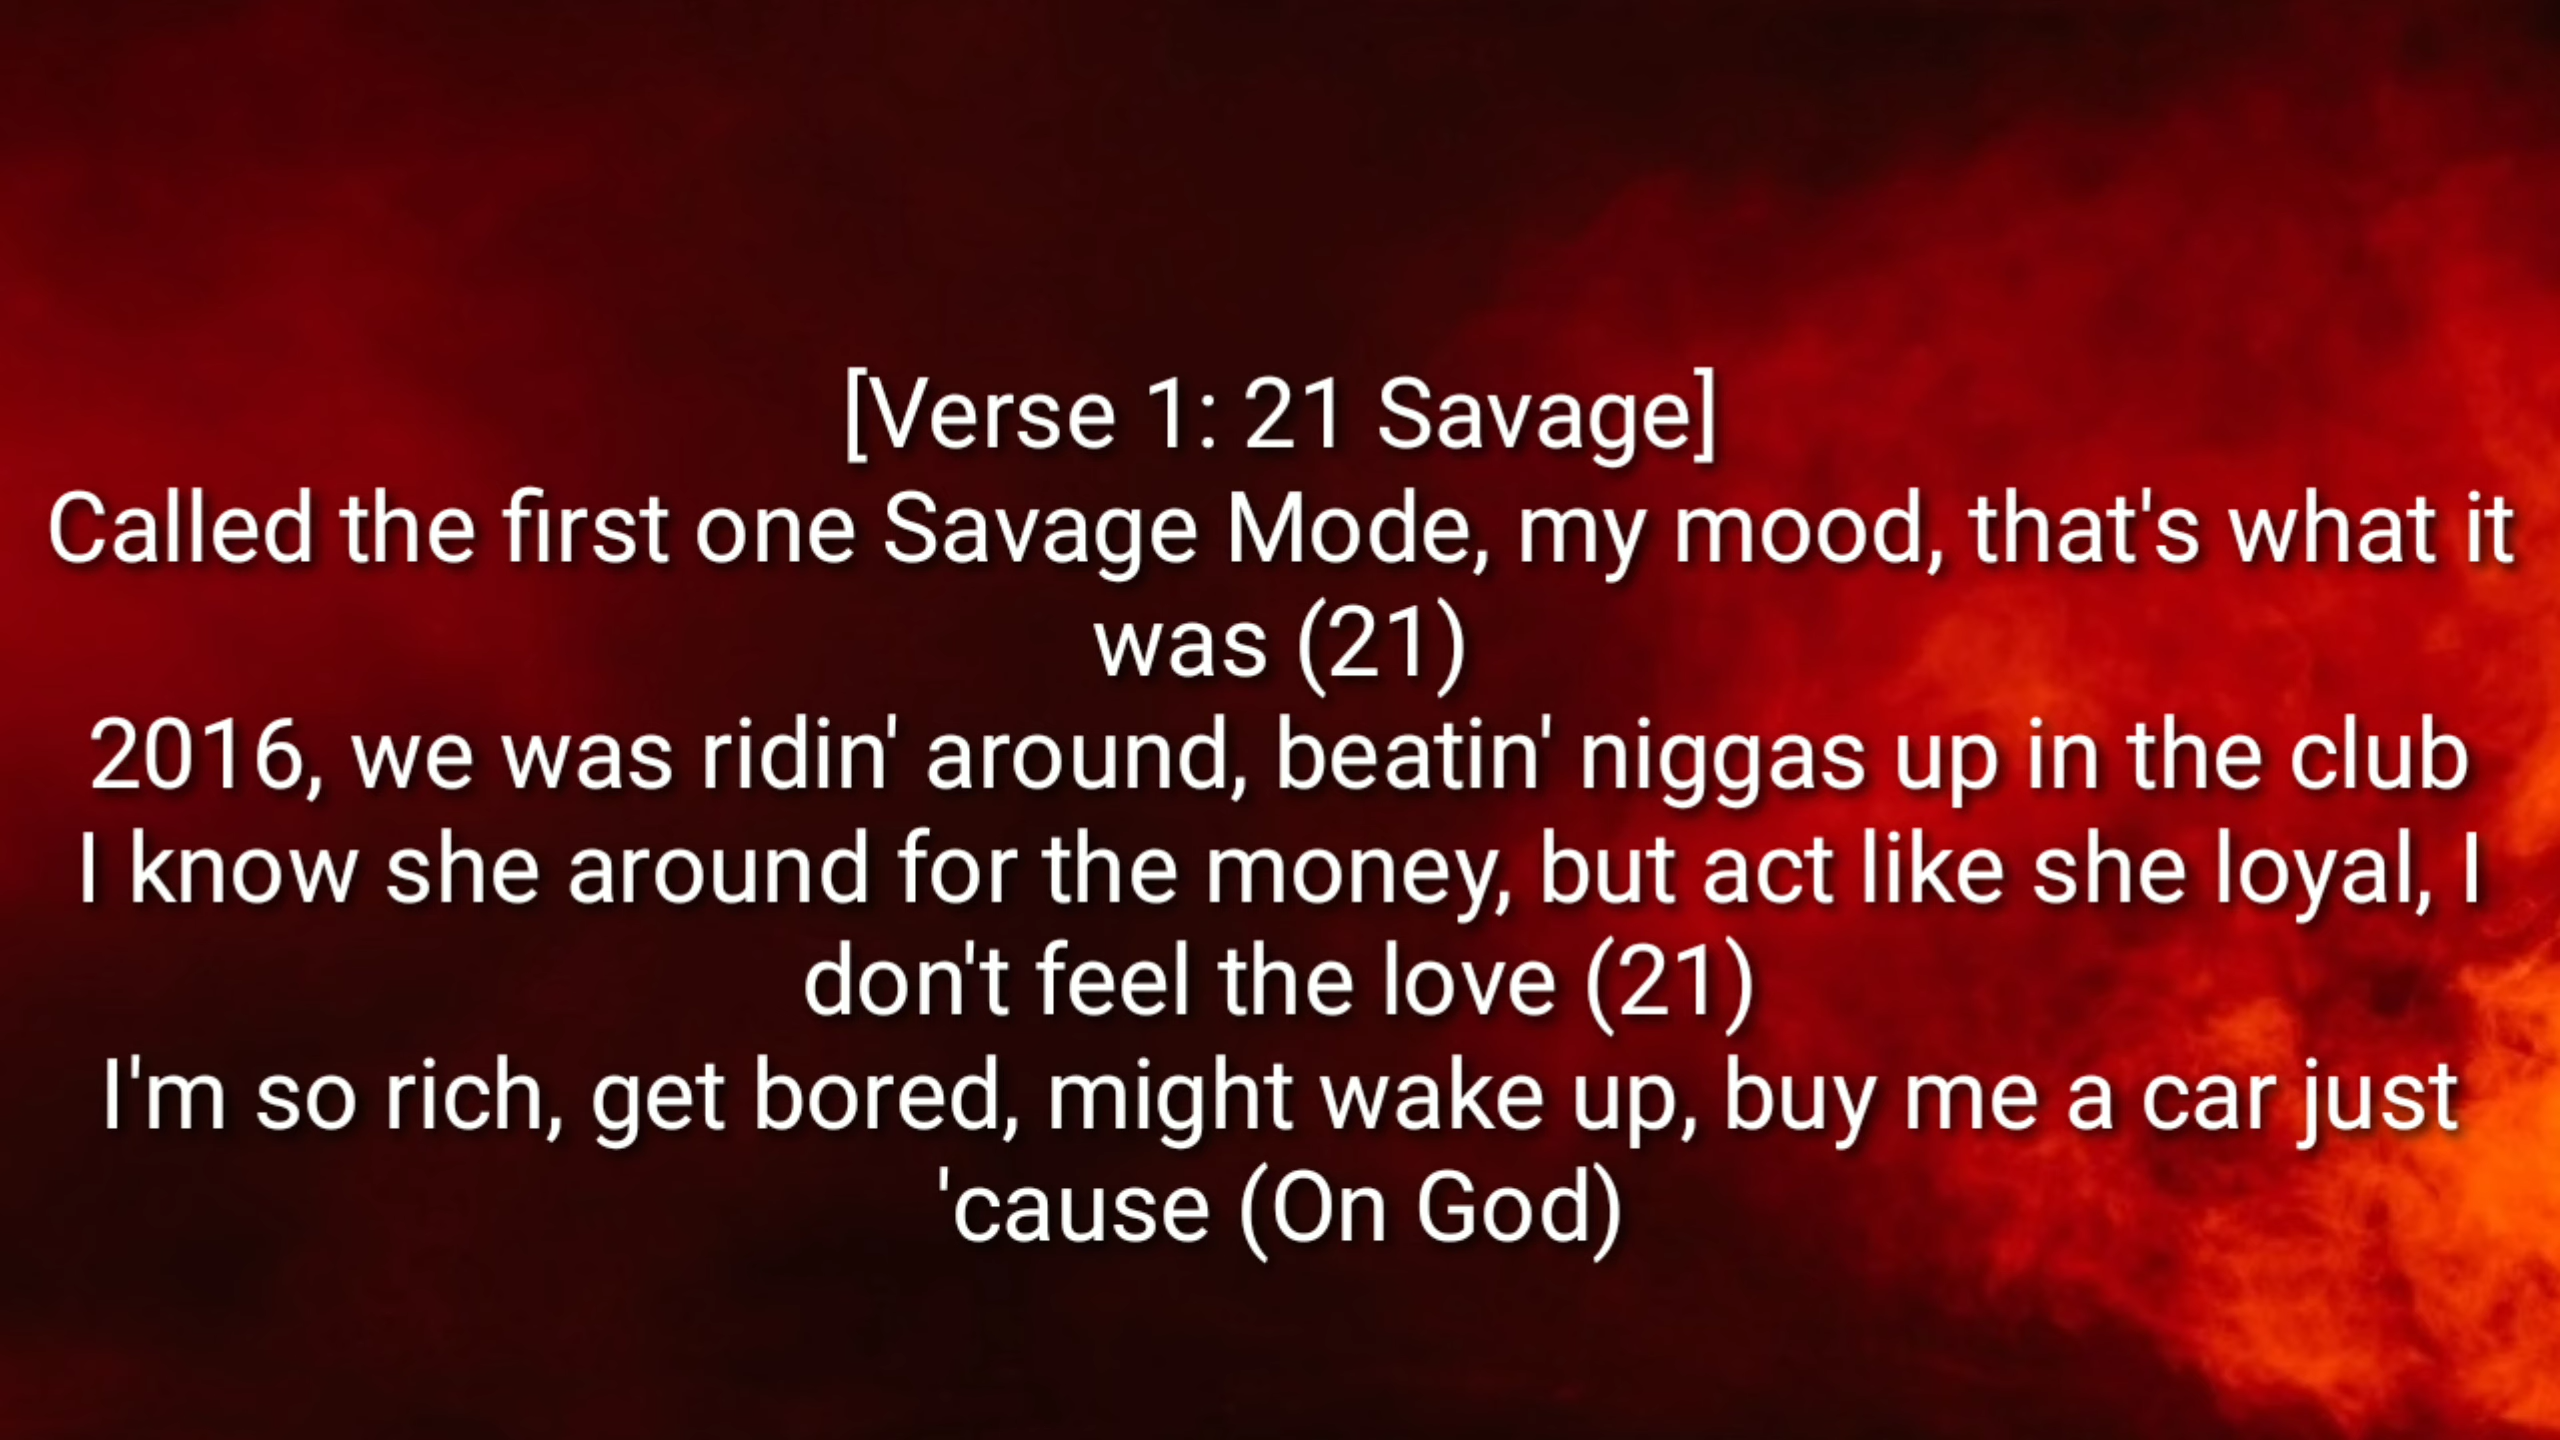 [Verse 1: 21 Savage]
Called the first one Savage Mode, my mood, that's what it
was (21)
2016, we was ridin' around, beatin' niggas up in the club
I know she around for the money, but act like she loyal, I
don't feel the love (21)
I'm so rich, get bored, might wake up, buy me a car just
'cause (On God)